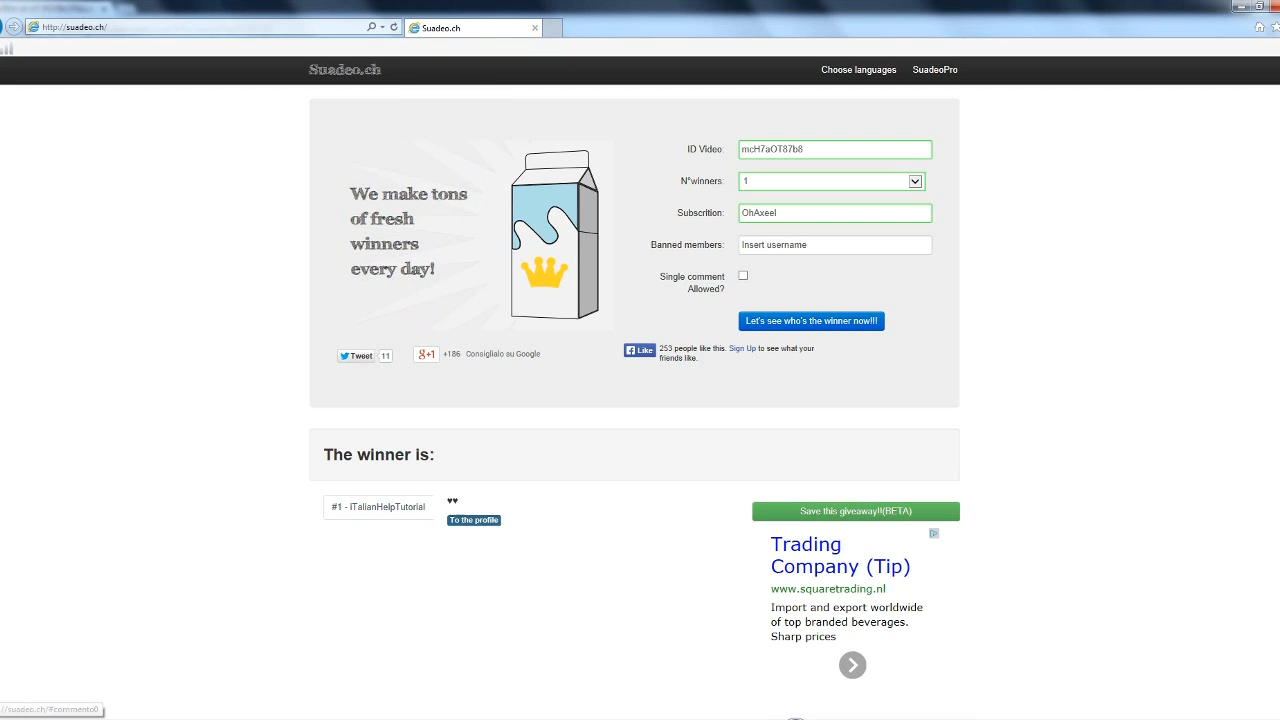 http://suadeo.ch/
Suadeo.ch
Suadeo.ch
Choose languages
SuadeoPro
We make tons
of fresh
winners
every day!
ID Video:
mcH7aOT87b8
N°winners:
1
Subscrition:
OhAxeel
Banned members:
Insert username
Single comment
Allowed?
Let's see who's the winner now!!!
Tweet
11
g+1
+186 Consiglialo su Google
Like
253 people like this. Sign Up to see what your
friends like.
The winner is:
#1 - ITalianHelpTutorial
♥♥
To the profile
Save this giveaway!!(BETA)
Trading
Company (Tip)
www.squaretrading.nl
Import and export worldwide
of top branded beverages.
Sharp prices
://suadeo.ch/#commento0